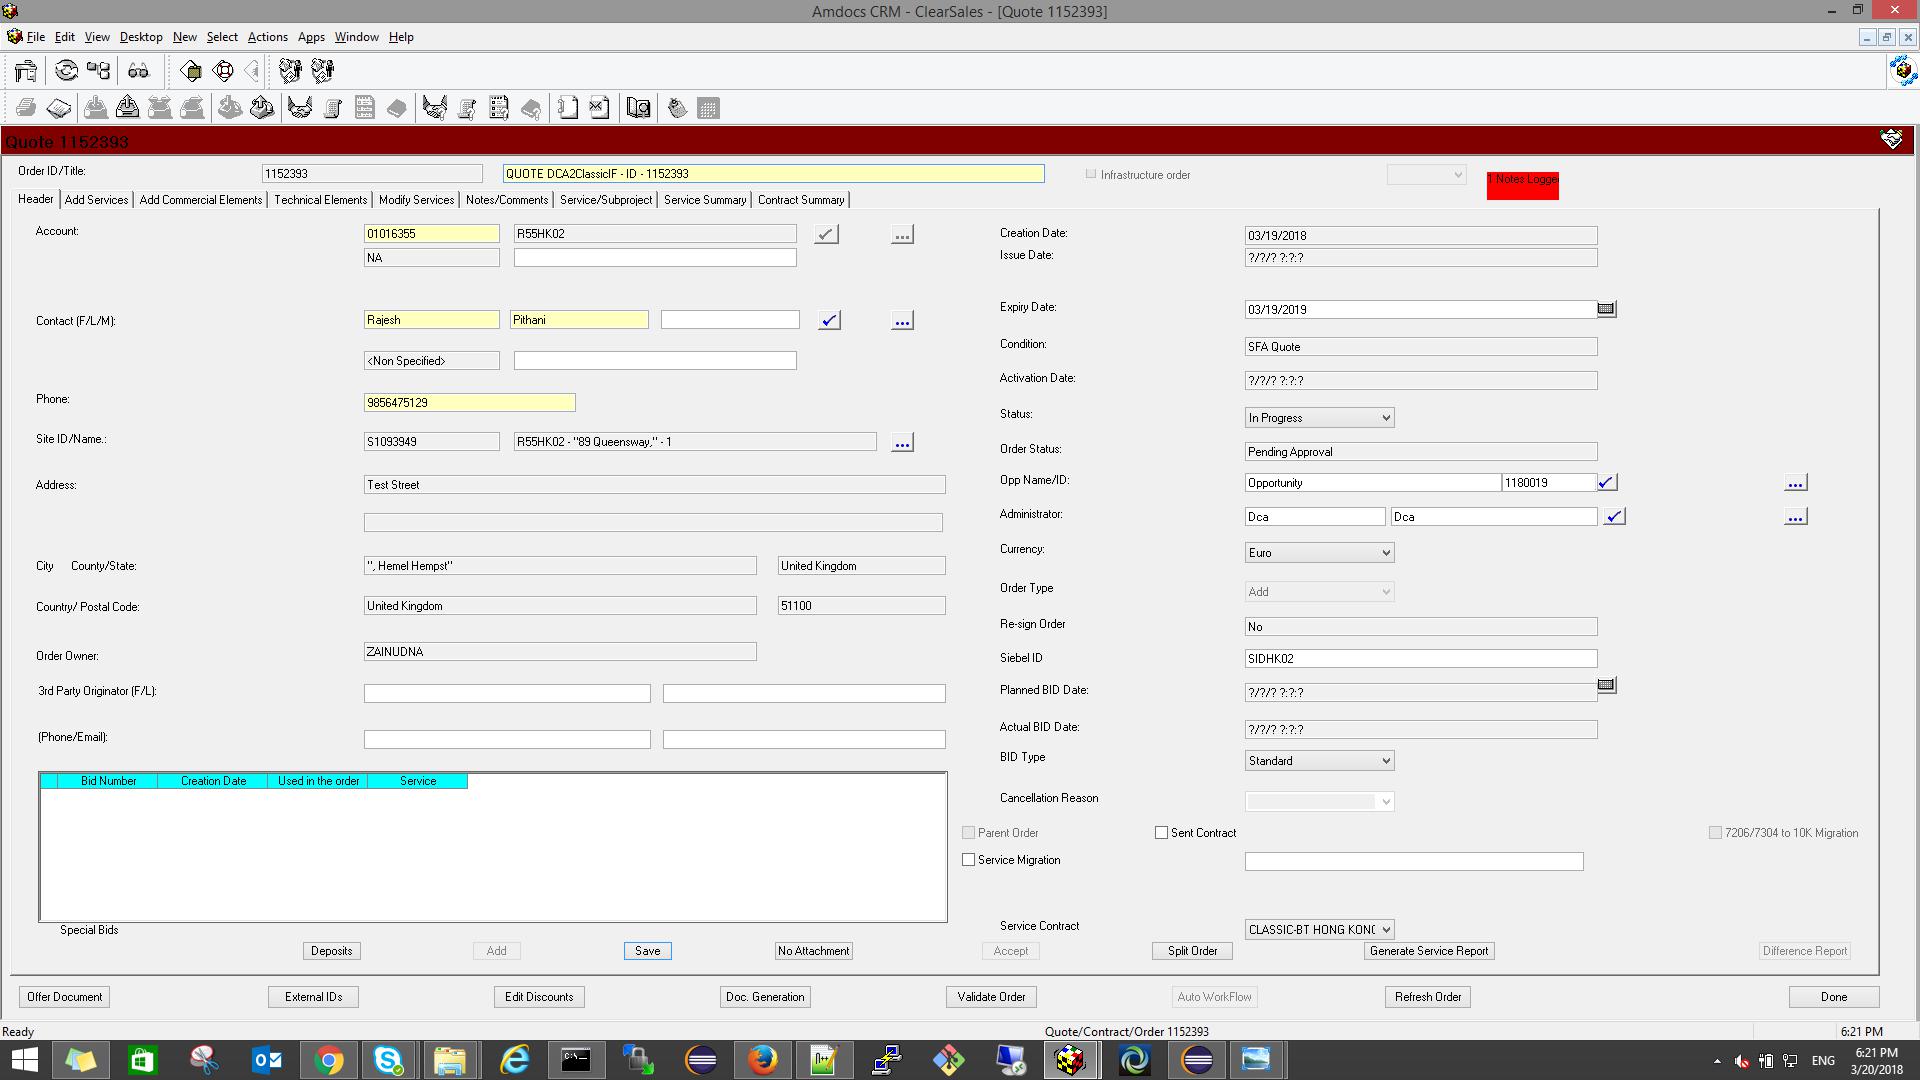 Amdocs CRM - ClearSales - [Quote 1152393]
File Edit View Desktop New Select Actions Apps Window Help
Quote 1152393
Order ID/Title: 1152393 QUOTE DCA2ClassicIF - ID - 1152393 Infrastructure order 1 Notes Logge
Header Add Services Add Commercial Elements Technical Elements Modify Services Notes/Comments Service/Subproject Service Summary Contract Summary
Account: 01016355 R55HK02 ...
NA
Contact (F/L/M): Rajesh Pithani ...
<Non Specified>
Phone: 9856475129
Site ID/Name.: S1093949 R55HK02 - "89 Queensway," - 1 ...
Address: Test Street
City County/State: ", Hemel Hempst" United Kingdom
Country/ Postal Code: United Kingdom 51100
Order Owner: ZAINUDNA
3rd Party Originator (F/L):
(Phone/Email):
Bid Number Creation Date Used in the order Service
Special Bids
Creation Date: 03/19/2018
Issue Date: ?/?/? ?:?:?
Expiry Date: 03/19/2019
Condition: SFA Quote
Activation Date: ?/?/? ?:?:?
Status: In Progress
Order Status: Pending Approval
Opp Name/ID: Opportunity 1180019 ...
Administrator: Dca Dca ...
Currency: Euro
Order Type Add
Re-sign Order No
Siebel ID SIDHK02
Planned BID Date: ?/?/? ?:?:?
Actual BID Date: ?/?/? ?:?:?
BID Type Standard
Cancellation Reason
Parent Order Sent Contract 7206/7304 to 10K Migration
Service Migration
Service Contract CLASSIC-BT HONG KONG
Deposits Add Save No Attachment Accept Split Order Generate Service Report Difference Report
Offer Document External IDs Edit Discounts Doc. Generation Validate Order Auto WorkFlow Refresh Order Done
Ready Quote/Contract/Order 1152393 6:21 PM
ENG 6:21 PM
3/20/2018